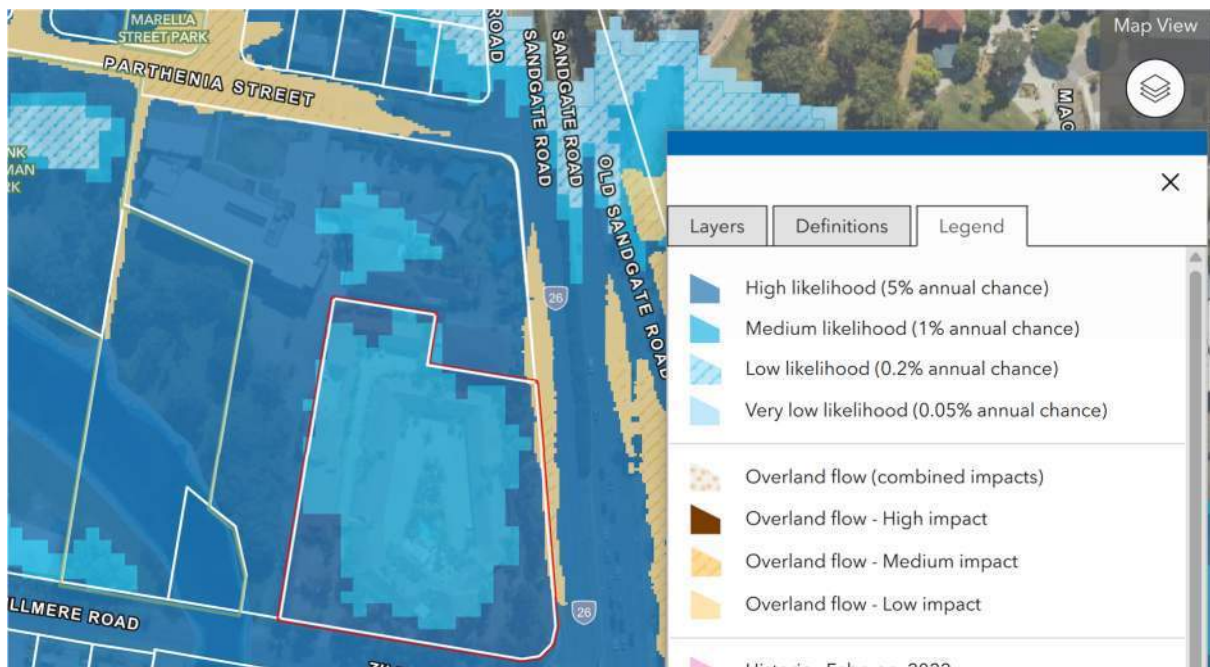 MARELLA
STREET PARK
PARTHENIA STREET
ROAD
SANDGATE ROAD
SANDGATE ROAD
OLD SANDGATE ROAD
26
26
Map View
Layers
Definitions
Legend
High likelihood (5% annual chance)
Medium likelihood (1% annual chance)
Low likelihood (0.2% annual chance)
Very low likelihood (0.05% annual chance)
Overland flow (combined impacts)
Overland flow - High impact
Overland flow - Medium impact
Overland flow - Low impact
NK
MAN
RK
LLMERE ROAD